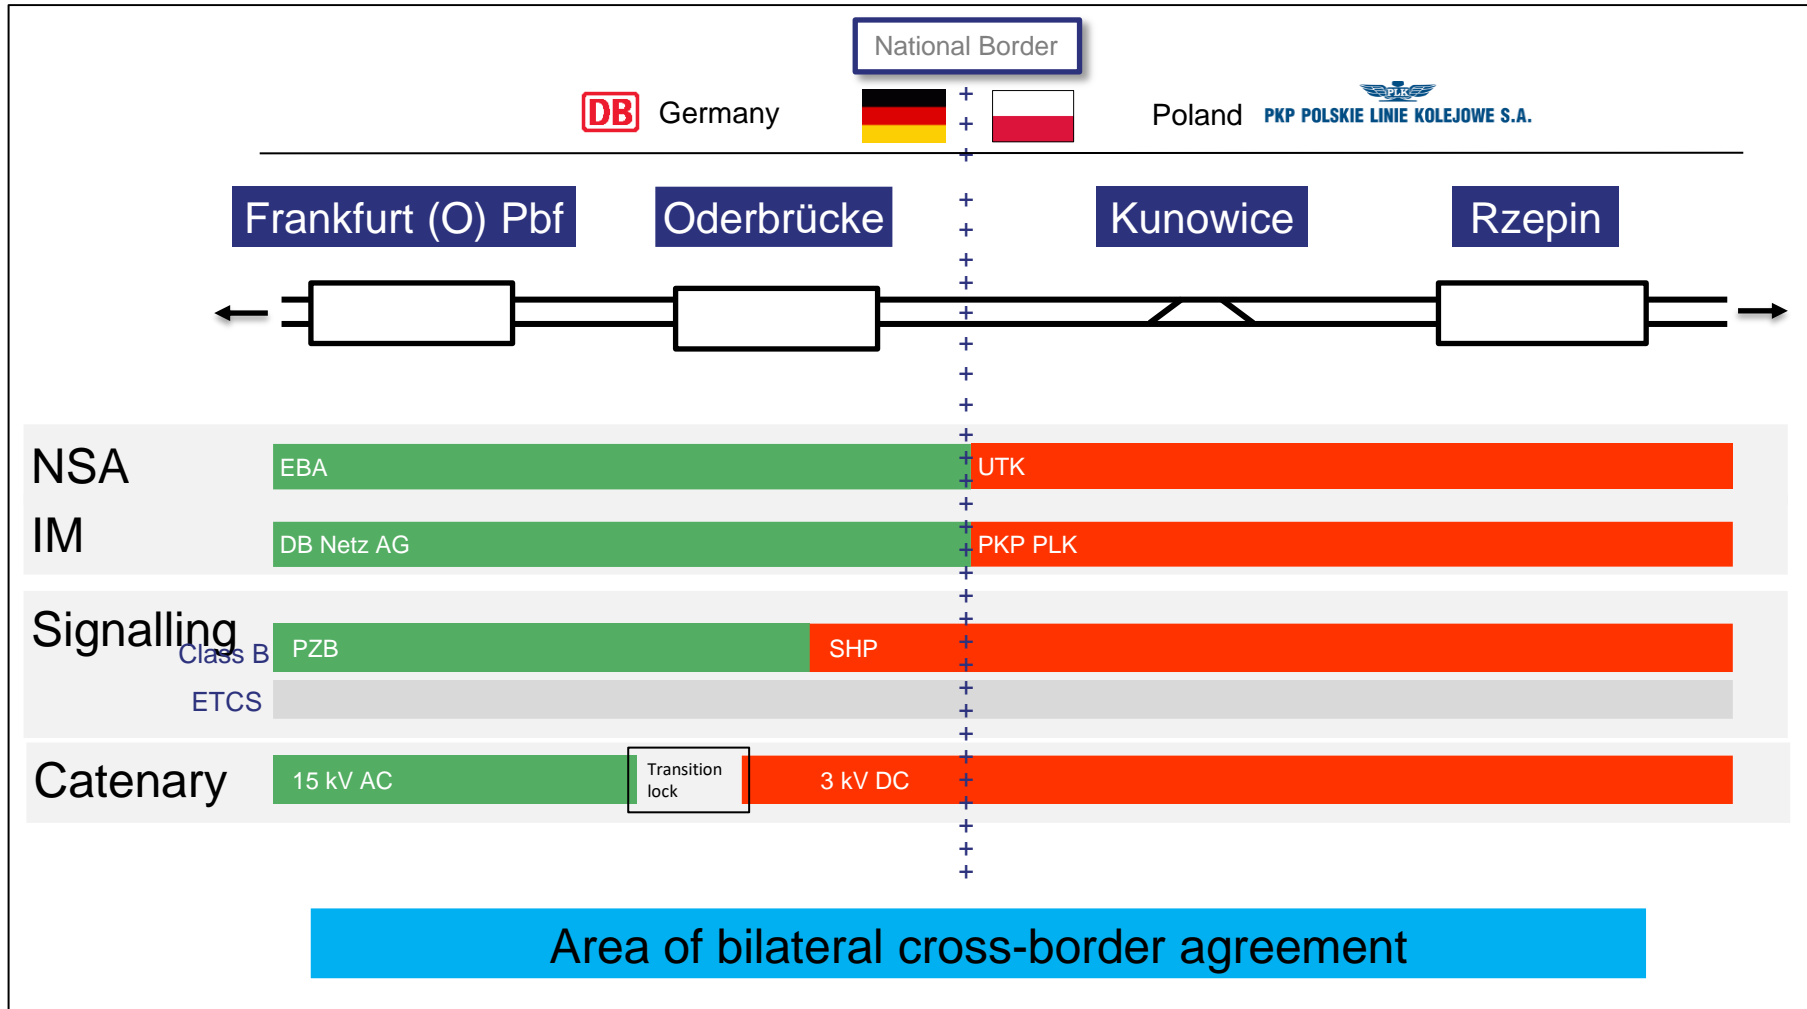 National Border
DB Germany
Poland PLK PKP POLSKIE LINIE KOLEJOWE S.A.
Frankfurt (O) Pbf Oderbrücke Kunowice Rzepin
NSA EBA UTK
IM DB Netz AG PKP PLK
Signalling
Class B PZB SHP
ETCS
Catenary 15 kV AC Transition 3 kV DC
lock
Area of bilateral cross-border agreement